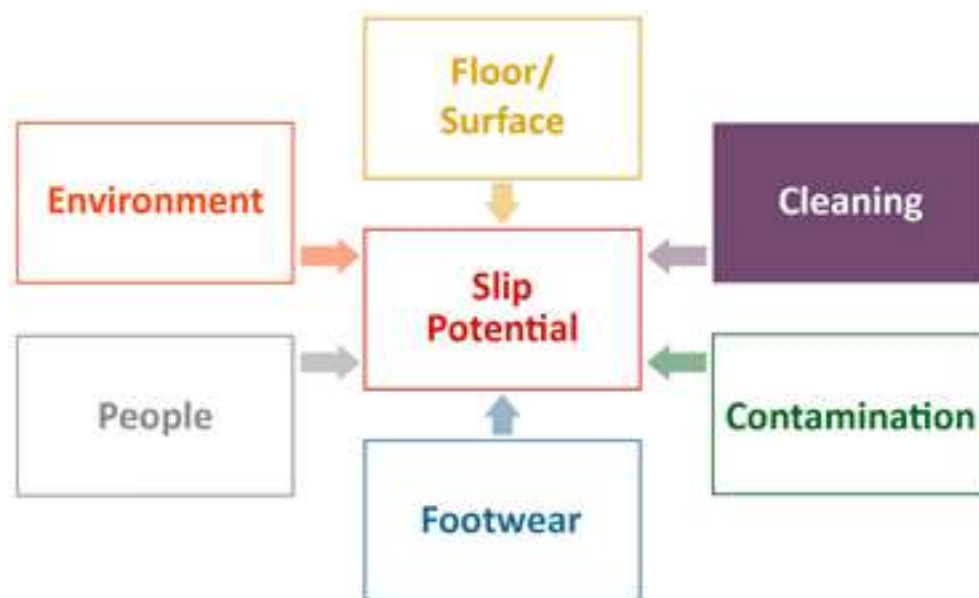 Floor/
Surface
Environment
Cleaning
Slip
Potential
People
Contamination
Footwear